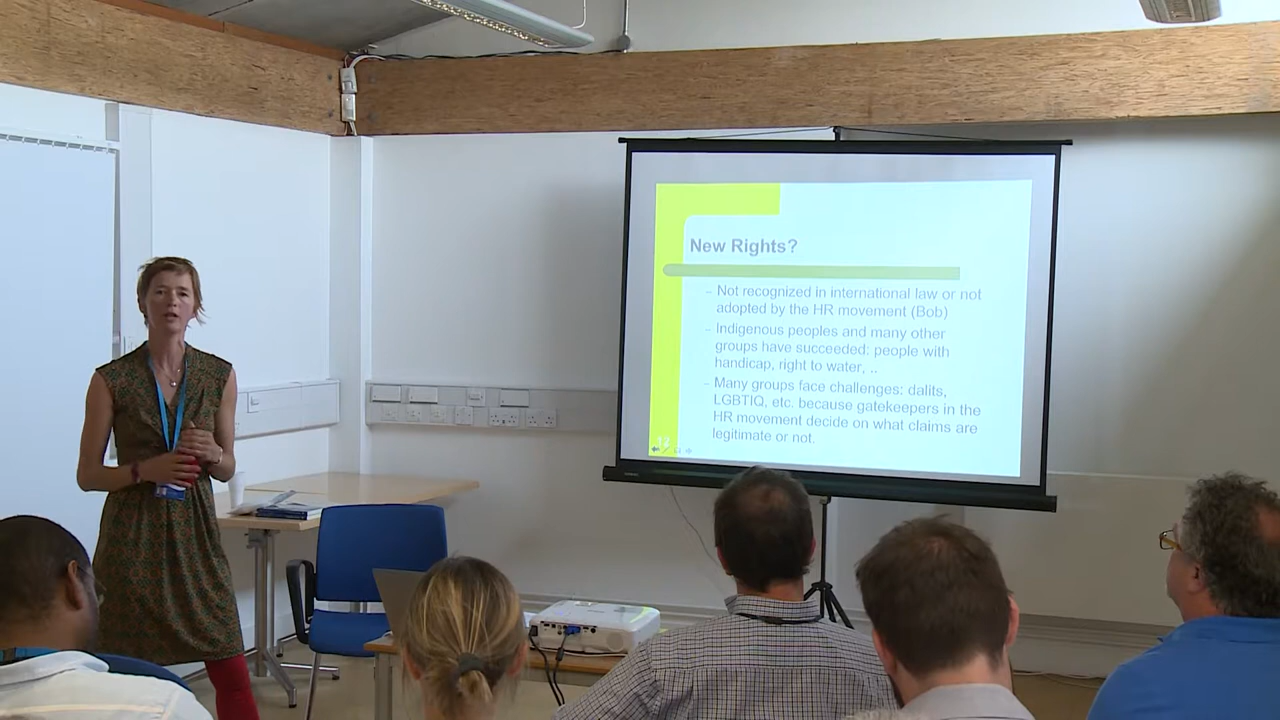 New Rights?
– Not recognized in international law or not
adopted by the HR movement (Bob)
– Indigenous peoples and many other
groups have succeeded: people with
handicap, right to water, ..
– Many groups face challenges: dalits,
LGBTIQ, etc. because gatekeepers in the
HR movement decide on what claims are
legitimate or not.
12